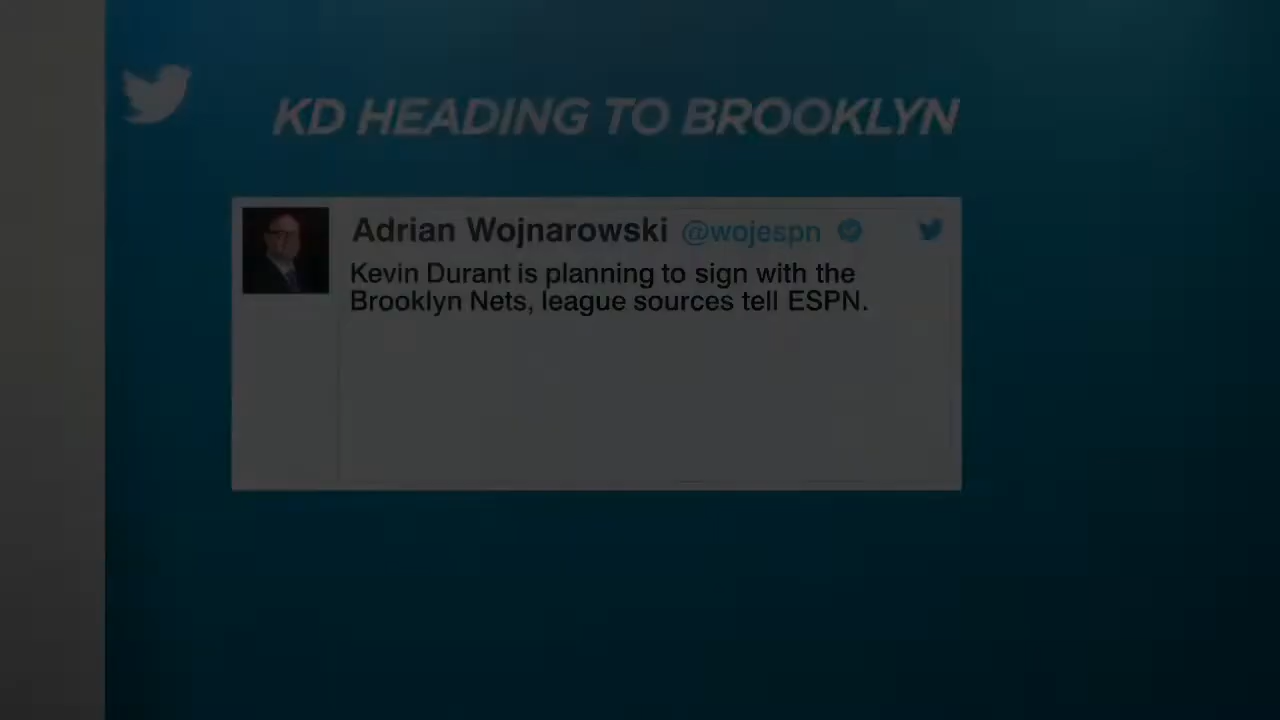 KD HEADING TO BROOKLYN
Adrian Wojnarowski @wojespn
Kevin Durant is planning to sign with the
Brooklyn Nets, league sources tell ESPN.